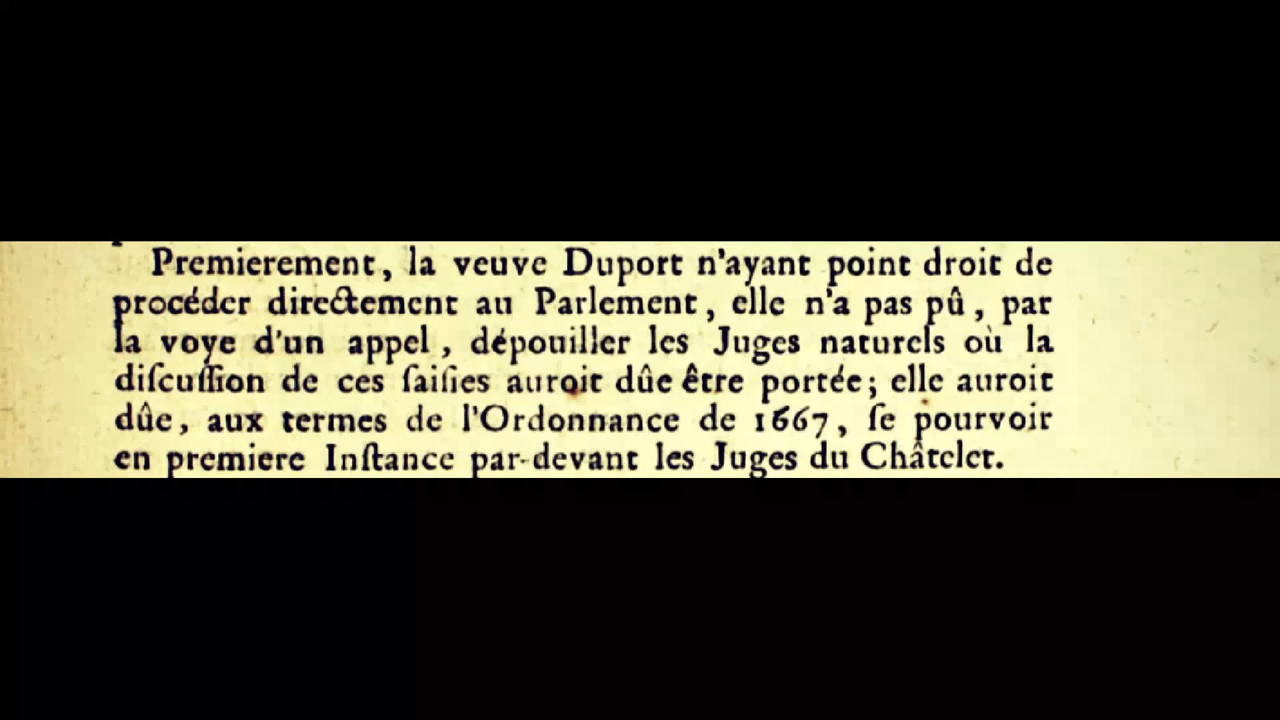 Premierement, la veuve Duport n'ayant point droit de
procéder directement au Parlement, elle n'a pas pû, par
la voye d'un appel, dépouiller les Juges naturels où la
diſcuſſion de ces ſaiſies auroit dûe être portée; elle auroit
dûe, aux termes de l'Ordonnance de 1667, ſe pourvoir
en premiere Inſtance par-devant les Juges du Châtelet.